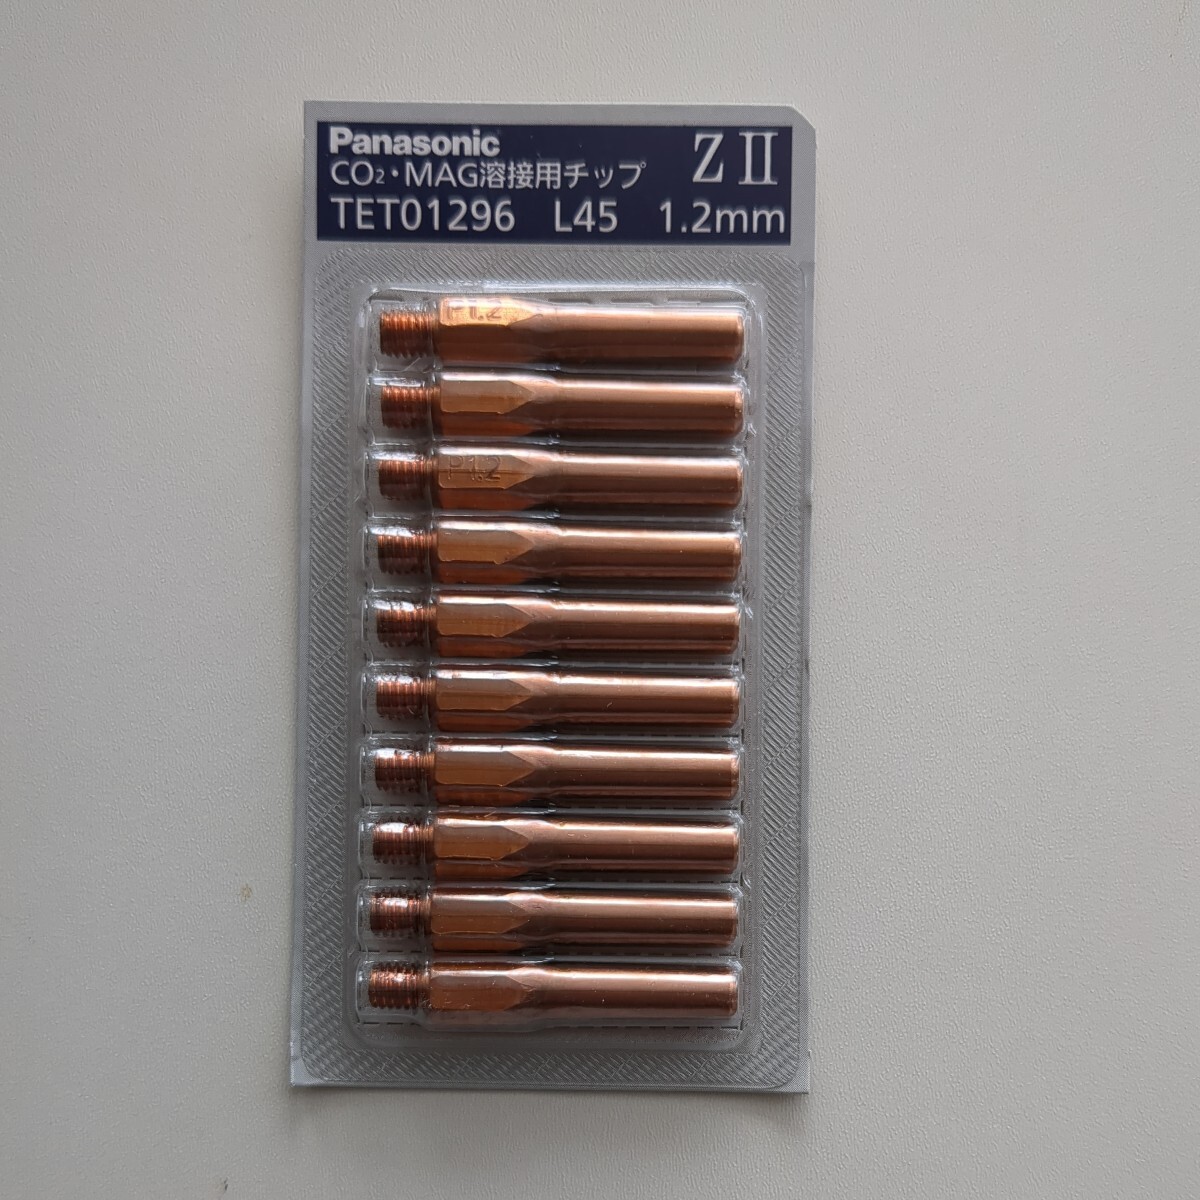 Panasonic
ZII
CO₂・MAG溶接用チップ
TET01296 L45 1.2mm
P1.2
P1.2